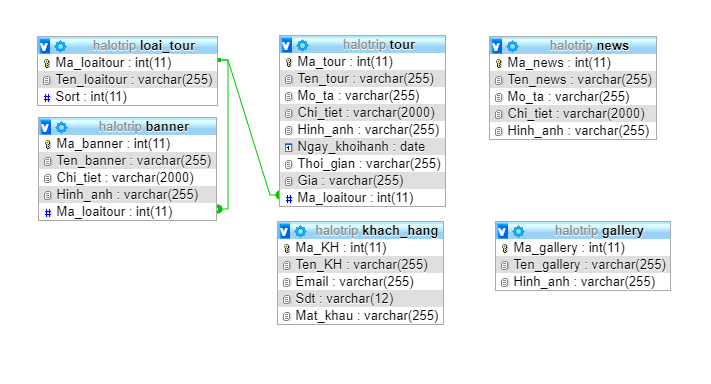 halotrip loai_tour
Ma_loaitour : int(11)
Ten_loaitour : varchar(255)
Sort : int(11)
halotrip banner
Ma_banner : int(11)
Ten_banner : varchar(255)
Chi_tiet : varchar(2000)
Hinh_anh : varchar(255)
Ma_loaitour : int(11)
halotrip tour
Ma_tour : int(11)
Ten_tour : varchar(255)
Mo_ta : varchar(255)
Chi_tiet : varchar(2000)
Hinh_anh : varchar(255)
Ngay_khoihanh : date
Thoi_gian : varchar(255)
Gia : varchar(255)
Ma_loaitour : int(11)
halotrip khach_hang
Ma_KH : int(11)
Ten_KH : varchar(255)
Email : varchar(255)
Sdt : varchar(12)
Mat_khau : varchar(255)
halotrip news
Ma_news : int(11)
Ten_news : varchar(255)
Mo_ta : varchar(255)
Chi_tiet : varchar(2000)
Hinh_anh : varchar(255)
halotrip gallery
Ma_gallery : int(11)
Ten_gallery : varchar(255)
Hinh_anh : varchar(255)